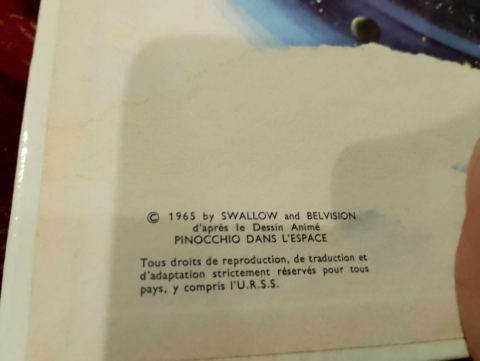 © 1965 by SWALLOW and BELVISION
d'après le Dessin Animé
PINOCCHIO DANS L'ESPACE
Tous droits de reproduction, de traduction et
d'adaptation strictement réservés pour tous
pays, y compris l'U.R.S.S.